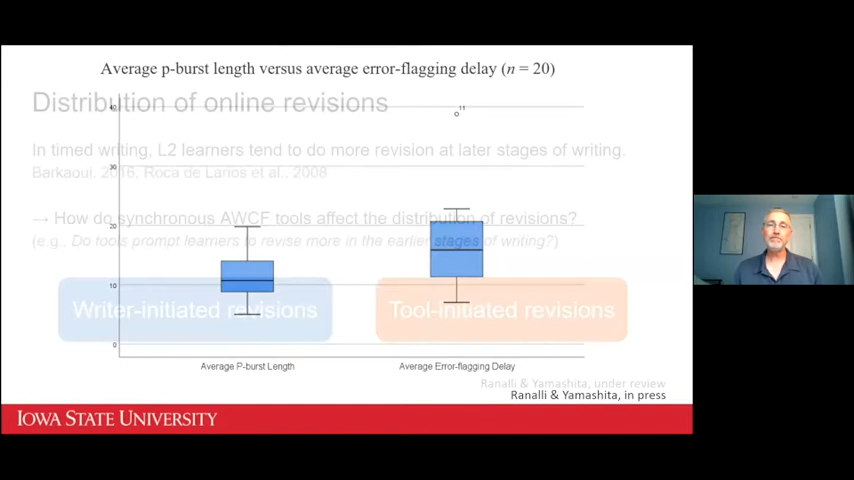 Average p-burst length versus average error-flagging delay (n = 20)
Distribution of online revisions
40
11
In timed writing, L2 learners tend to do more revision at later stages of writing.
30
Barkaoui, 2016, Roca de Larios et al., 2008
→ How do synchronous AWCF tools affect the distribution of revisions?
20
(e.g., Do tools prompt learners to revise more in the earlier stages of writing?)
10
Writer-initiated revisions
Tool-initiated revisions
0
Average P-burst Length
Average Error-flagging Delay
Ranalli & Yamashita, under review
Ranalli & Yamashita, in press
IOWA STATE UNIVERSITY